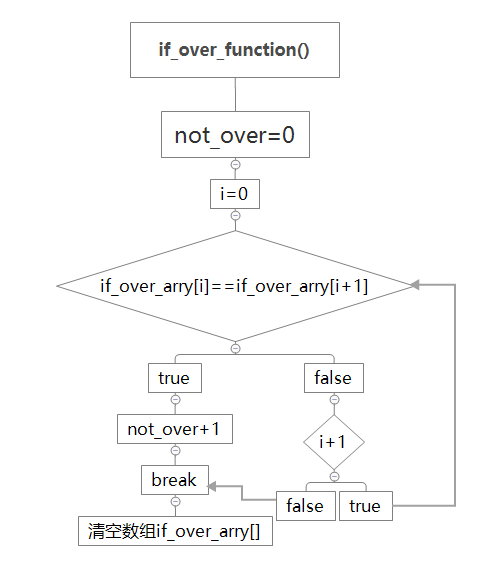 if_over_function()
not_over=0
i=0
if_over_arry[i]==if_over_arry[i+1]
true
false
not_over+1
i+1
break
false
true
清空数组if_over_arry[]